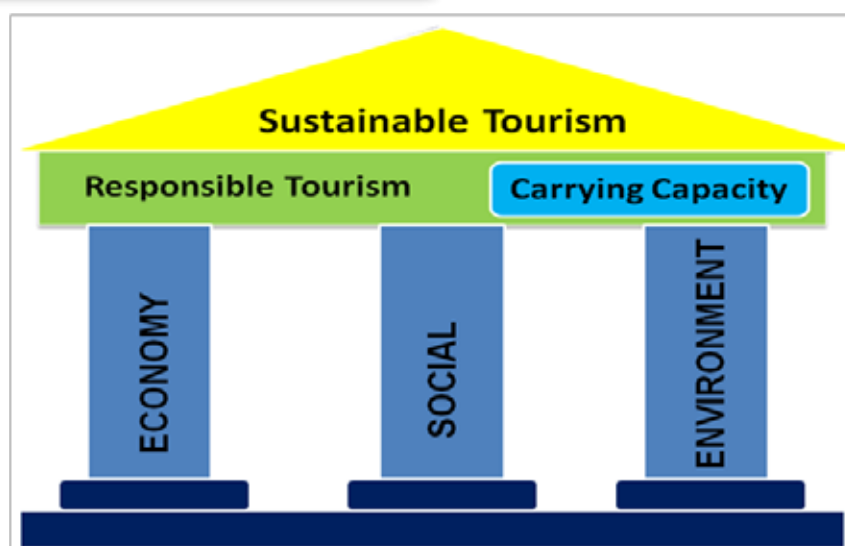 Sustainable Tourism
Responsible Tourism
Carrying Capacity
ECONOMY
SOCIAL
ENVIRONMENT